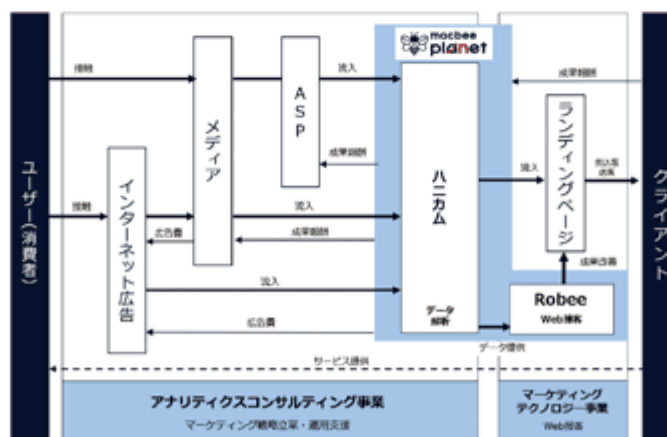 macbee
planet
接触
流入
成果報酬
ASP
メディア
成果報酬
ハニカム
ランディングページ
流入
ユーザー(消費者)
クライアント
接触
インターネット広告
流入
広告費
成果報酬
成果改善
流入
Robee
Web接客
広告費
データ
解析
データ提供
サービス提供
アナリティクスコンサルティング事業
マーケティング戦略立案・運用支援
マーケティング
テクノロジー事業
Web接客